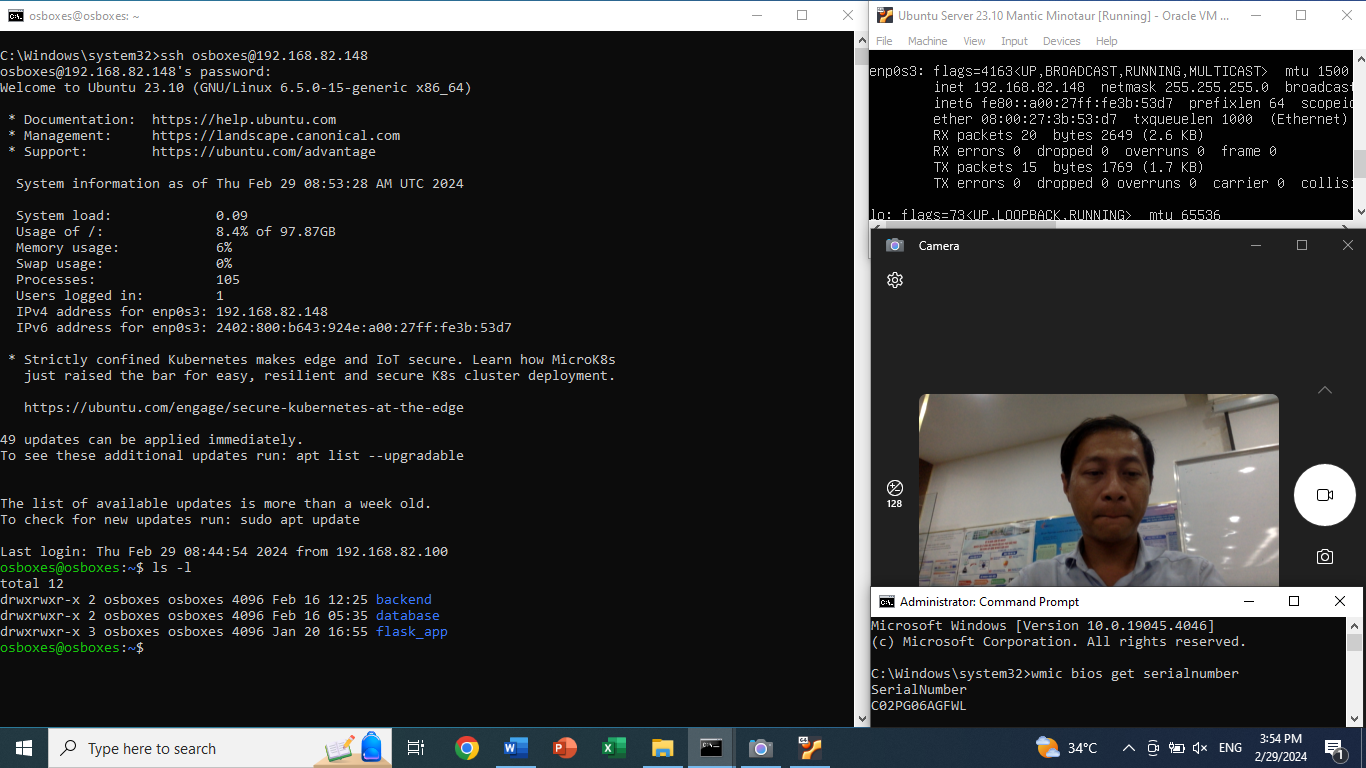 osboxes@osboxes: ~
C:\Windows\system32>ssh osboxes@192.168.82.148
osboxes@192.168.82.148's password:
Welcome to Ubuntu 23.10 (GNU/Linux 6.5.0-15-generic x86_64)
* Documentation:  https://help.ubuntu.com
* Management:     https://landscape.canonical.com
* Support:        https://ubuntu.com/advantage
System information as of Thu Feb 29 08:53:28 AM UTC 2024
System load:             0.09
Usage of /:              8.4% of 97.87GB
Memory usage:            6%
Swap usage:              0%
Processes:               105
Users logged in:         1
IPv4 address for enp0s3: 192.168.82.148
IPv6 address for enp0s3: 2402:800:b643:924e:a00:27ff:fe3b:53d7
* Strictly confined Kubernetes makes edge and IoT secure. Learn how MicroK8s
just raised the bar for easy, resilient and secure K8s cluster deployment.
https://ubuntu.com/engage/secure-kubernetes-at-the-edge
49 updates can be applied immediately.
To see these additional updates run: apt list --upgradable
The list of available updates is more than a week old.
To check for new updates run: sudo apt update
Last login: Thu Feb 29 08:44:54 2024 from 192.168.82.100
osboxes@osboxes:~$ ls -l
total 12
drwxrwxr-x 2 osboxes osboxes 4096 Feb 16 12:25 backend
drwxrwxr-x 2 osboxes osboxes 4096 Feb 16 05:35 database
drwxrwxr-x 3 osboxes osboxes 4096 Jan 20 16:55 flask_app
osboxes@osboxes:~$
Ubuntu Server 23.10 Mantic Minotaur [Running] - Oracle VM ...
File Machine View Input Devices Help
enp0s3: flags=4163<UP,BROADCAST,RUNNING,MULTICAST>  mtu 1500
inet 192.168.82.148  netmask 255.255.255.0  broadcast
inet6 fe80::a00:27ff:fe3b:53d7  prefixlen 64  scopeid
ether 08:00:27:3b:53:d7  txqueuelen 1000  (Ethernet)
RX packets 20  bytes 2649 (2.6 KB)
RX errors 0  dropped 0  overruns 0  frame 0
TX packets 15  bytes 1769 (1.7 KB)
TX errors 0  dropped 0 overruns 0  carrier 0  collisi
lo: flags=73<UP,LOOPBACK,RUNNING>  mtu 65536
Camera
128
Administrator: Command Prompt
Microsoft Windows [Version 10.0.19045.4046]
(c) Microsoft Corporation. All rights reserved.
C:\Windows\system32>wmic bios get serialnumber
SerialNumber
C02PG06AGFWL
Type here to search
34°C
ENG
3:54 PM
2/29/2024
1